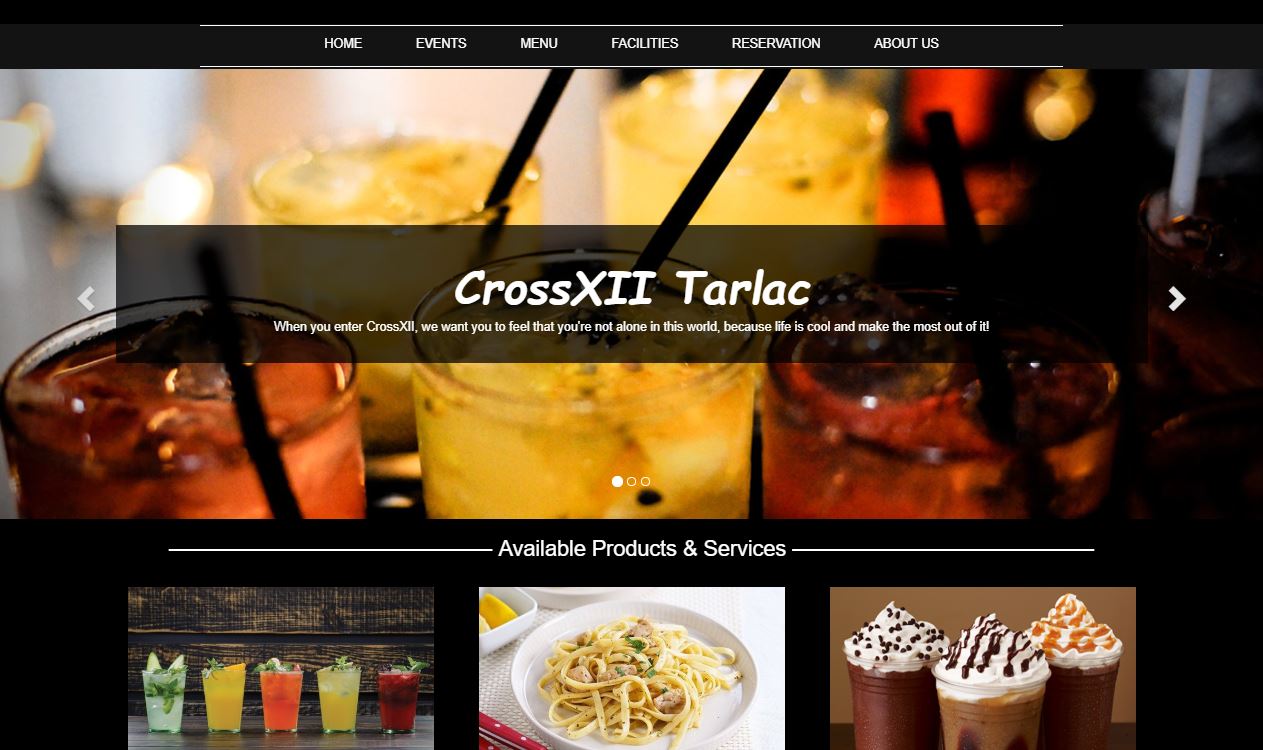 HOME EVENTS MENU FACILITIES RESERVATION ABOUT US
CrossXII Tarlac
When you enter CrossXII, we want you to feel that you're not alone in this world, because life is cool and make the most out of it!
Available Products & Services